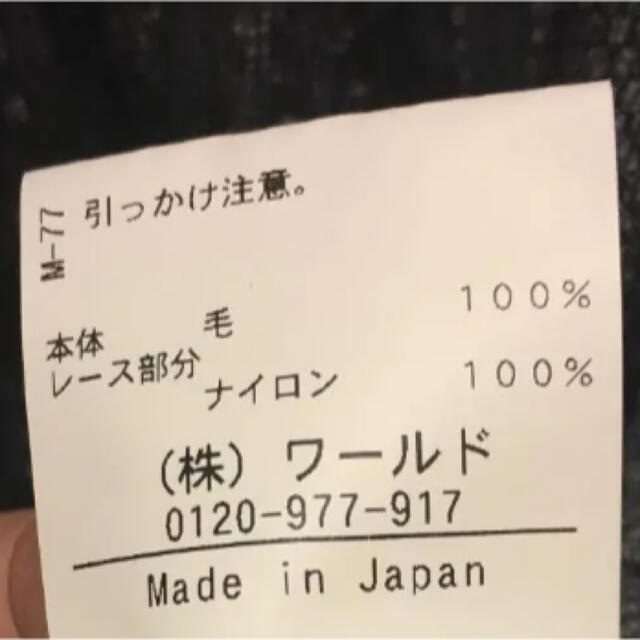 M-77
引っかけ注意。
本体 毛 １００％
レース部分 ナイロン １００％
(株) ワールド
0120-977-917
Made in Japan